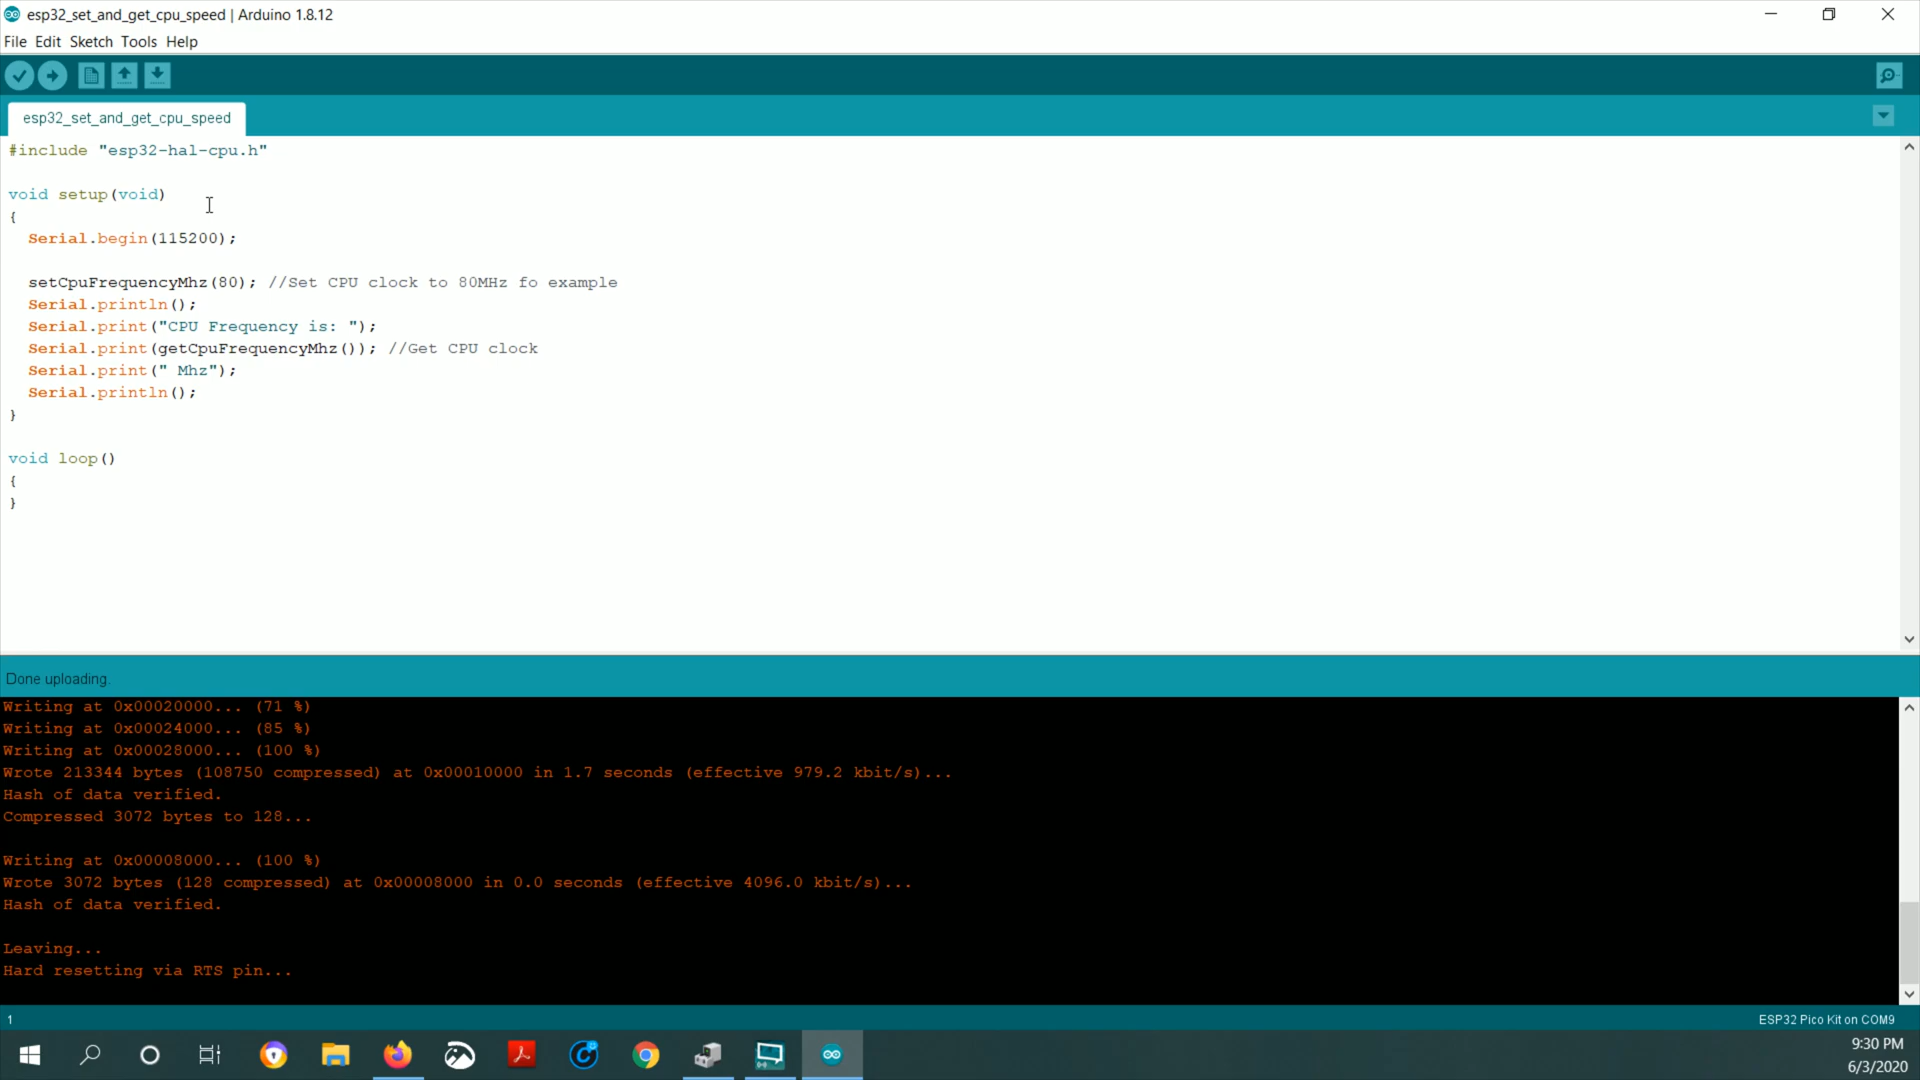 esp32_set_and_get_cpu_speed | Arduino 1.8.12
File Edit Sketch Tools Help
esp32_set_and_get_cpu_speed
#include "esp32-hal-cpu.h"
void setup(void)
{
Serial.begin(115200);
setCpuFrequencyMhz(80); //Set CPU clock to 80MHz fo example
Serial.println();
Serial.print("CPU Frequency is: ");
Serial.print(getCpuFrequencyMhz()); //Get CPU clock
Serial.print(" Mhz");
Serial.println();
}
void loop()
{
}
Done uploading.
Writing at 0x00020000... (71 %)
Writing at 0x00024000... (85 %)
Writing at 0x00028000... (100 %)
Wrote 213344 bytes (108750 compressed) at 0x00010000 in 1.7 seconds (effective 979.2 kbit/s)...
Hash of data verified.
Compressed 3072 bytes to 128...
Writing at 0x00008000... (100 %)
Wrote 3072 bytes (128 compressed) at 0x00008000 in 0.0 seconds (effective 4096.0 kbit/s)...
Hash of data verified.
Leaving...
Hard resetting via RTS pin...
1
ESP32 Pico Kit on COM9
9:30 PM
6/3/2020